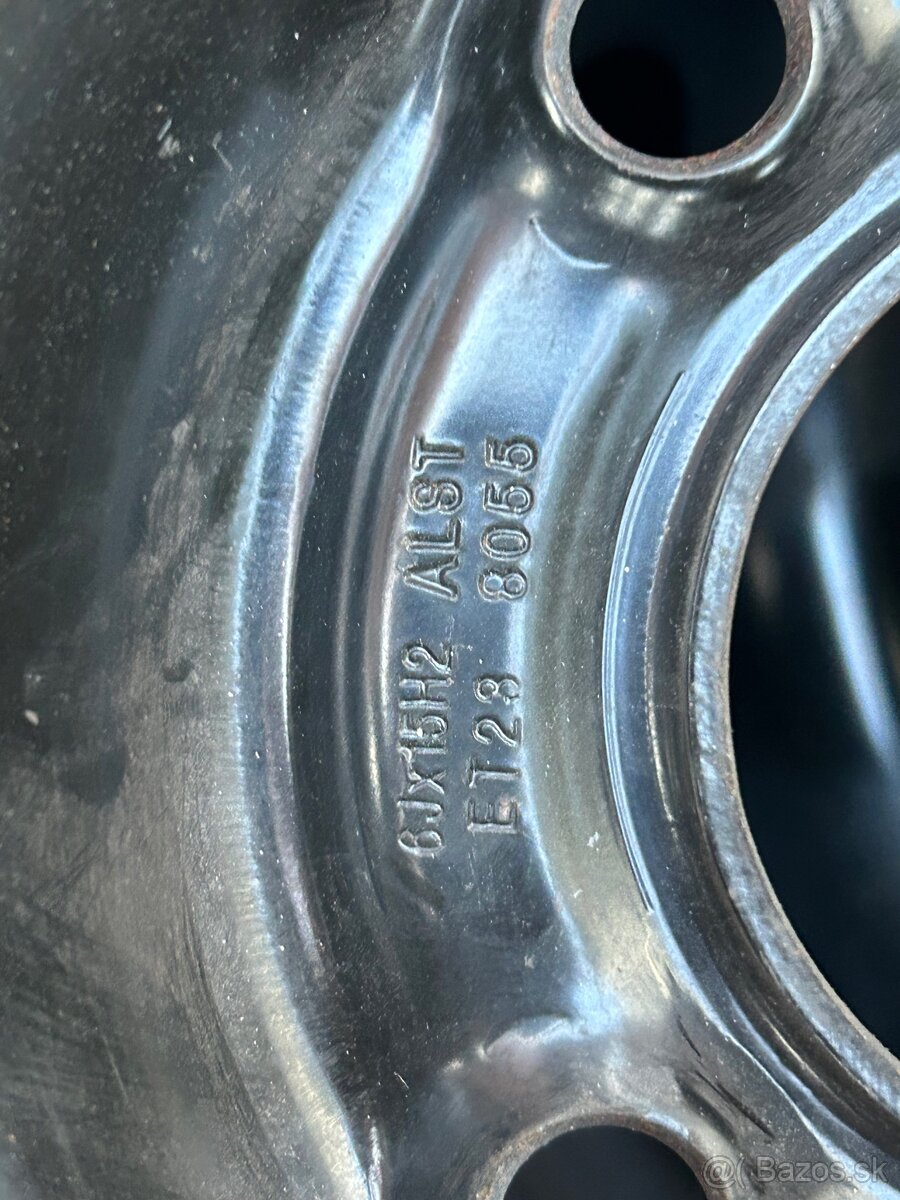 6Jx15H2 ALST
ET23 8055
@( Bazos.sk